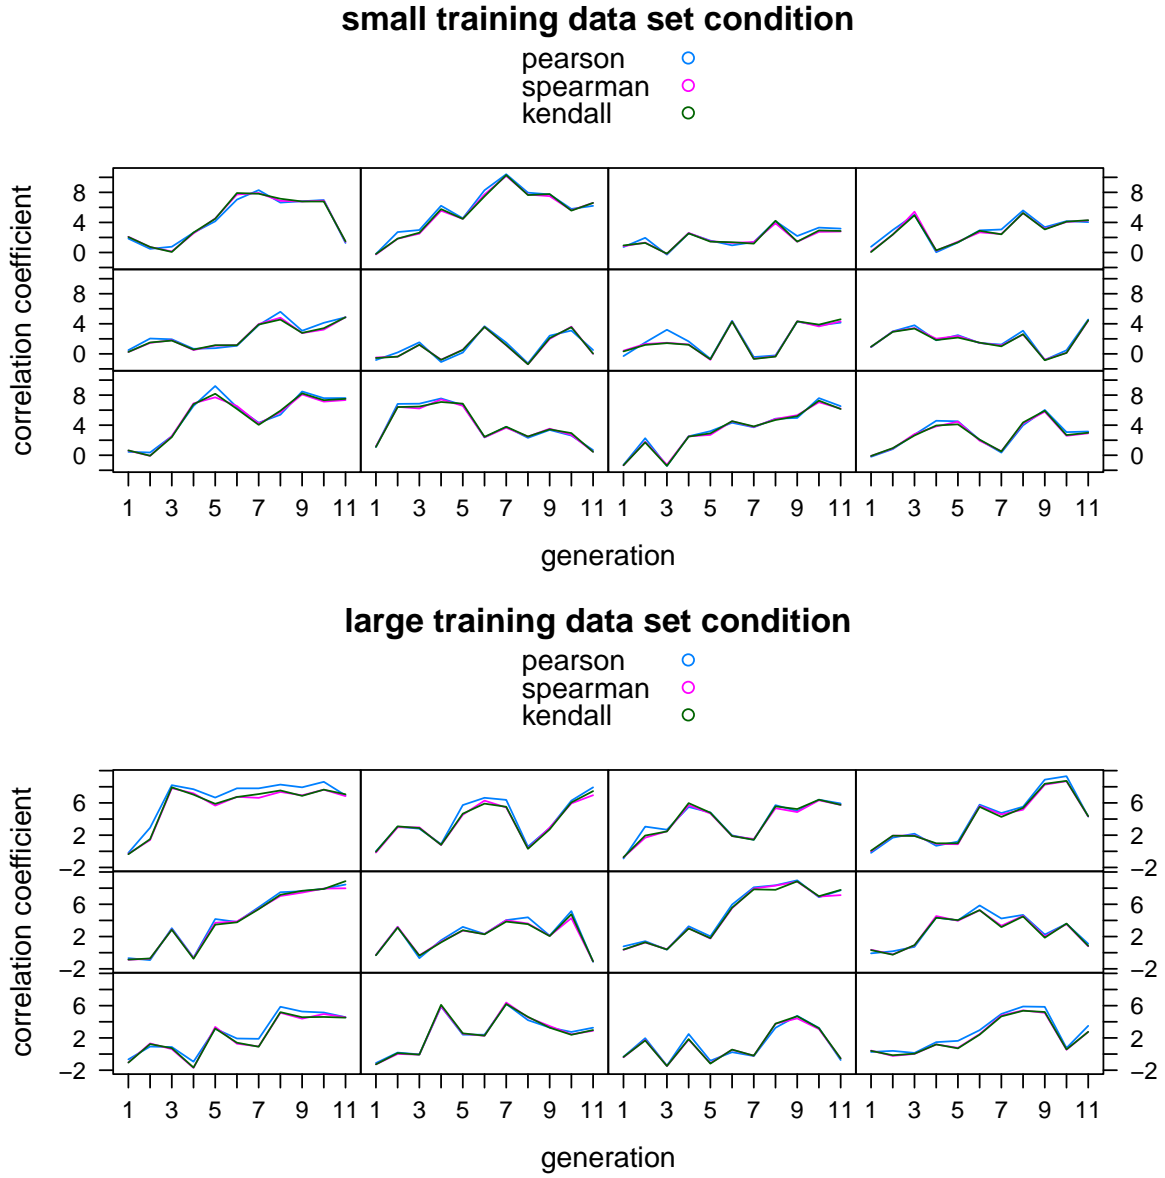 small training data set condition
pearson
spearman
kendall
correlation coefficient
8 8
4 4
0 0
8 8
4 4
0 0
8 8
4 4
0 0
1 3 5 7 9 11 1 3 5 7 9 11 1 3 5 7 9 11 1 3 5 7 9 11
generation
large training data set condition
pearson
spearman
kendall
correlation coefficient
6 6
2 2
−2 −2
6 6
2 2
−2 −2
6 6
2 2
−2 −2
1 3 5 7 9 11 1 3 5 7 9 11 1 3 5 7 9 11 1 3 5 7 9 11
generation